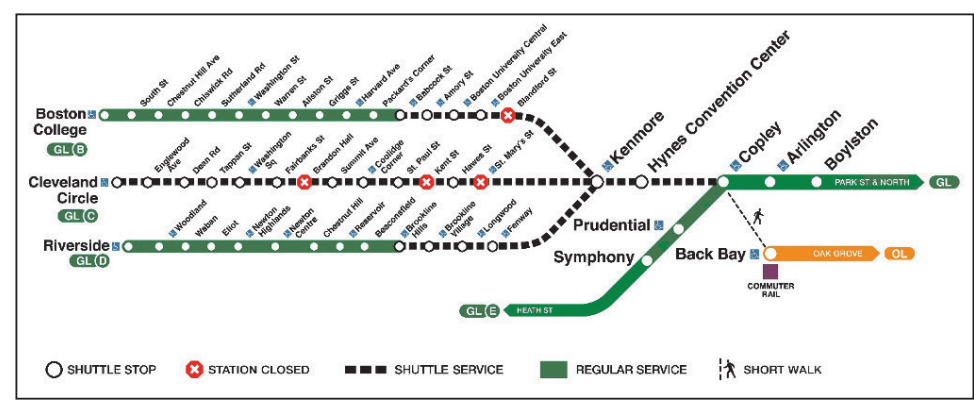 South St
Chestnut Hill Ave
Chiswick Rd
Sutherland Rd
Washington St
Warren St
Allston St
Griggs St
Harvard Ave
Packard's Corner
Babcock St
Amory St
Boston University Central
Boston University East
Blandford St
Boston
College
GL B
Englewood
Ave
Dean Rd
Tappan St
Washington
Sq
Fairbanks St
Brandon Hall
Summit Ave
Coolidge
Corner
St. Paul St
Kent St
Hawes St
St. Mary's St
Kenmore
Hynes Convention Center
Copley
Arlington
Boylston
Cleveland
Circle
GL C
PARK ST & NORTH
GL
Woodland
Waban
Eliot
Newton
Highlands
Newton
Centre
Chestnut Hill
Reservoir
Beaconsfield
Brookline
Hills
Brookline
Village
Longwood
Fenway
Riverside
GL D
Prudential
Symphony
Back Bay
OAK GROVE
OL
COMMUTER
RAIL
GL E
HEATH ST
SHUTTLE STOP
STATION CLOSED
SHUTTLE SERVICE
REGULAR SERVICE
SHORT WALK